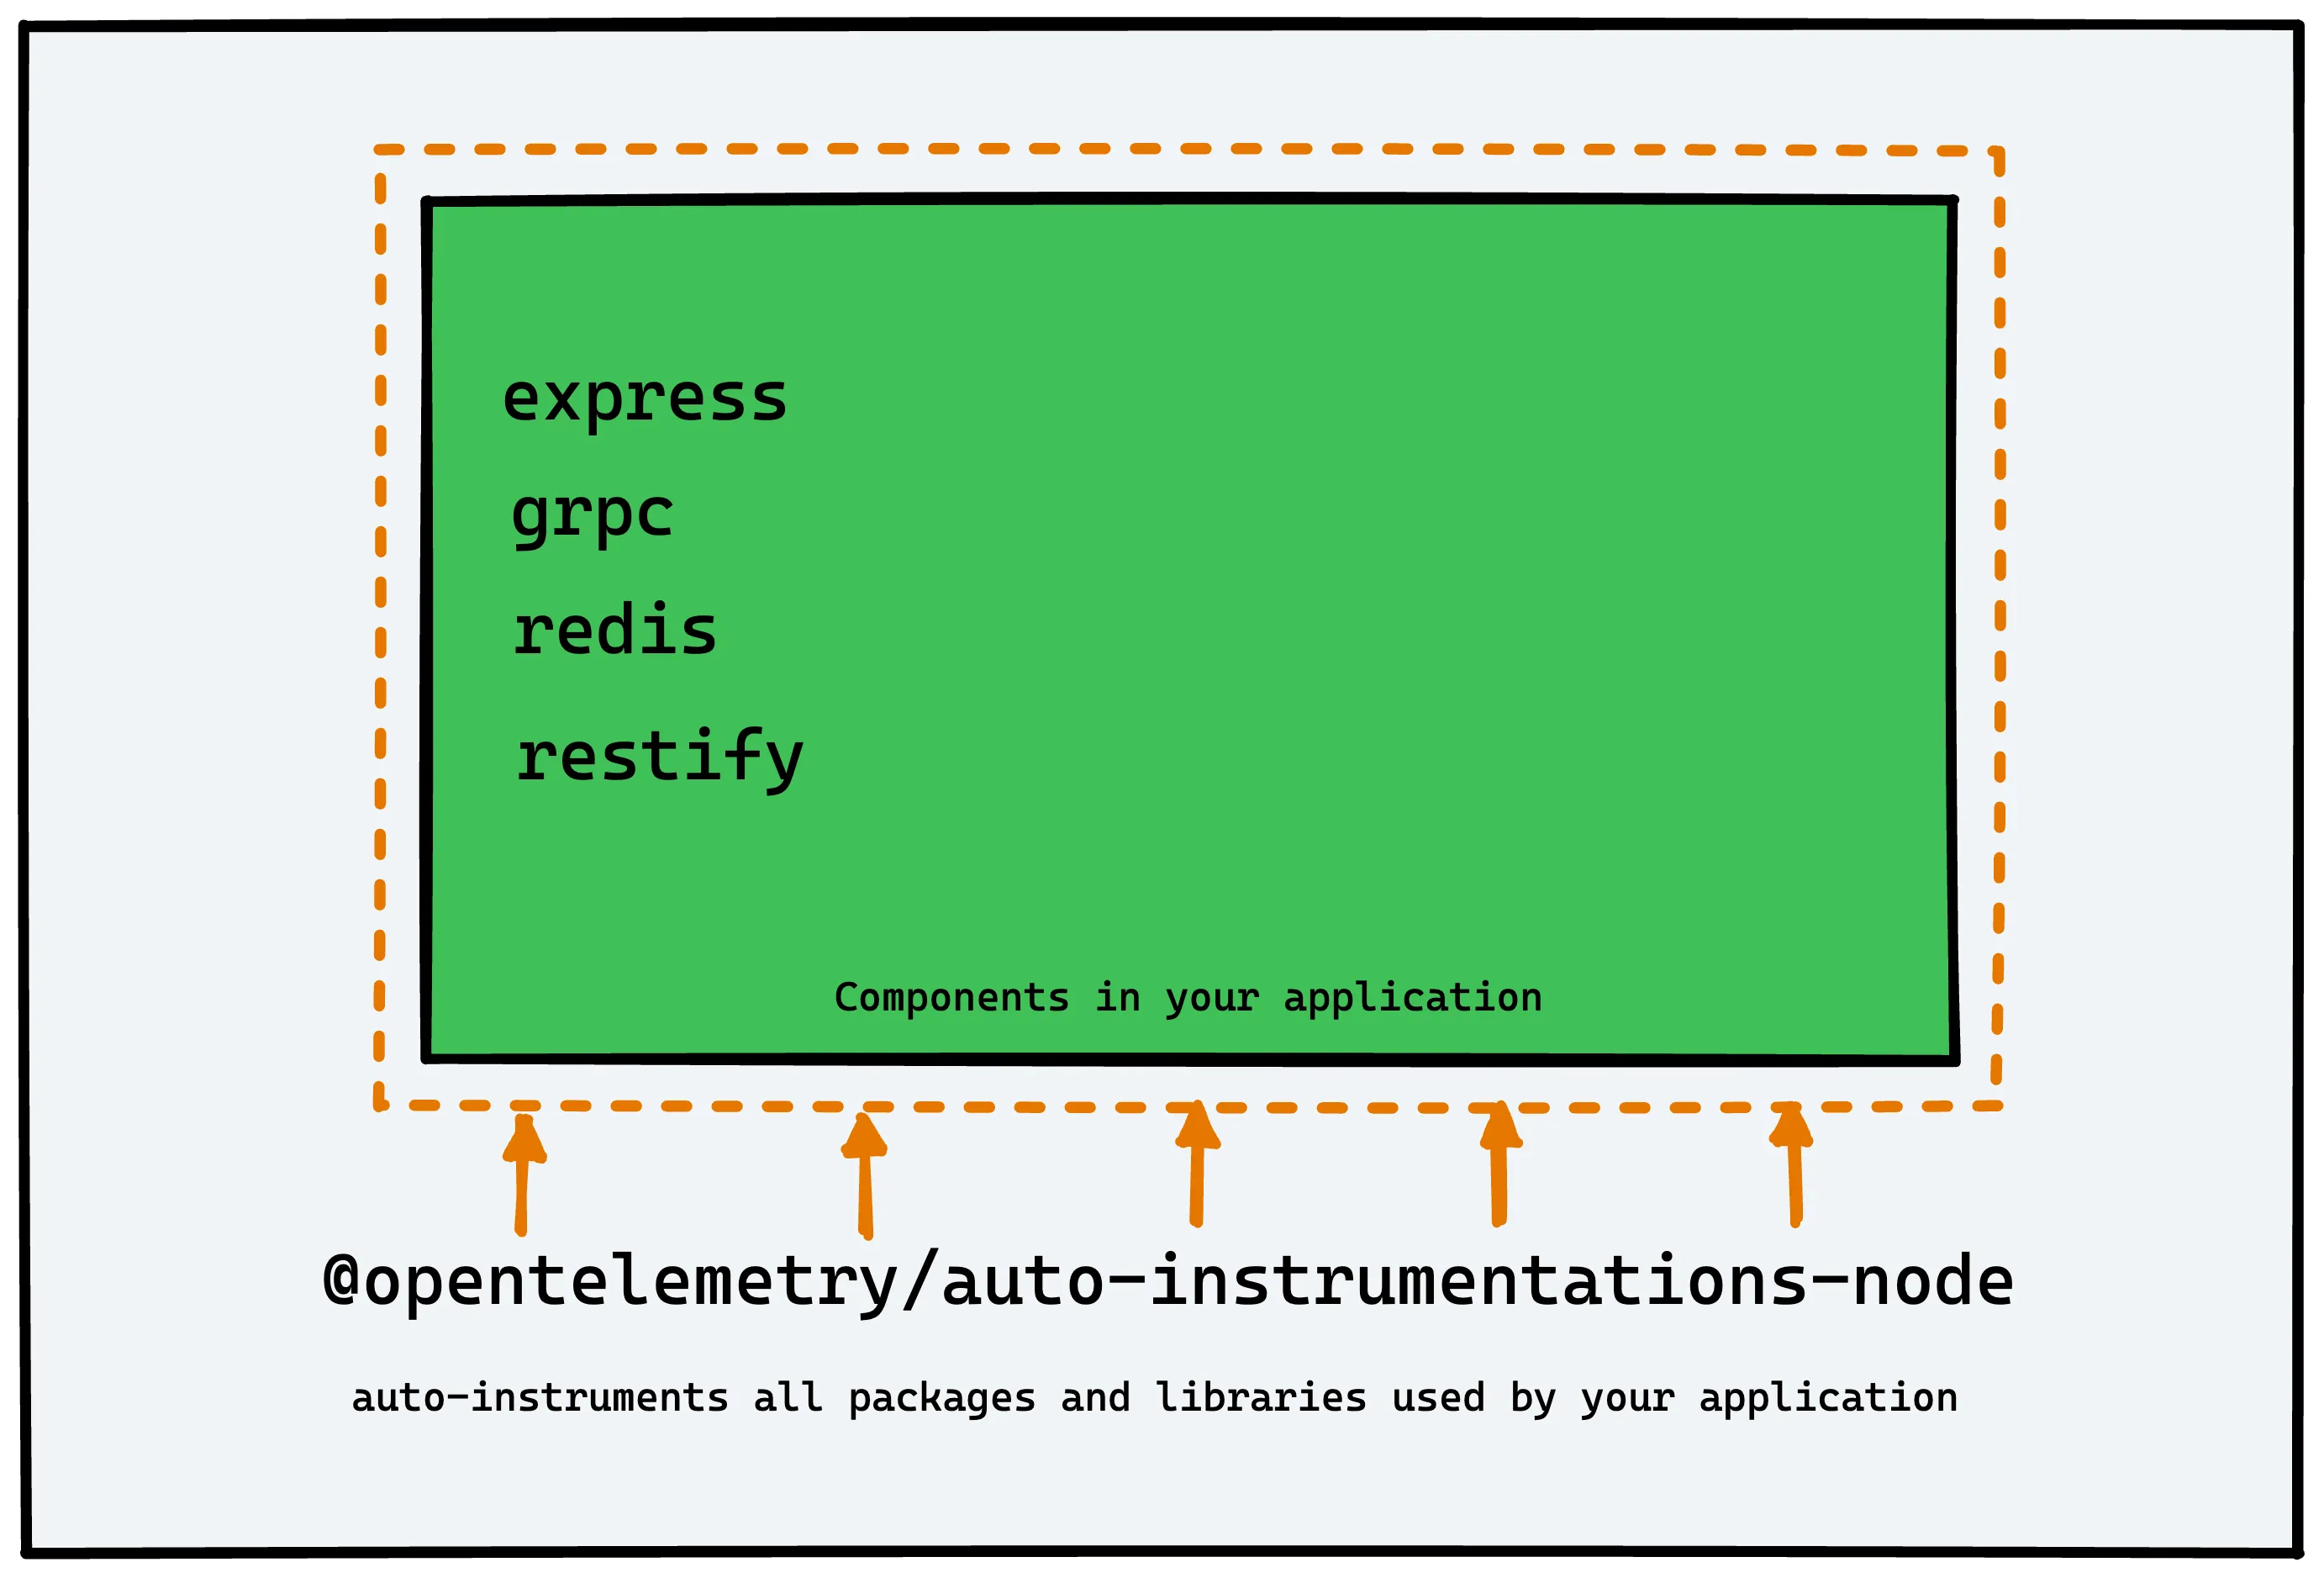 express
grpc
redis
restify
Components in your application
@opentelemetry/auto-instrumentations-node
auto-instruments all packages and libraries used by your application